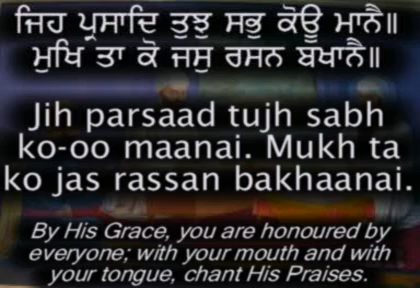 ਜਿਹ ਪ੍ਰਸਾਦਿ ਤੁਝੁ ਸਭੁ ਕੋਊ ਮਾਨੈ॥
ਮੁਖਿ ਤਾ ਕੋ ਜਸੁ ਰਸਨ ਬਖਾਨੈ॥
Jih parsaad tujh sabh
ko-oo maanai. Mukh ta
ko jas rassan bakhaanai.
By His Grace, you are honoured by
everyone; with your mouth and with
your tongue, chant His Praises.